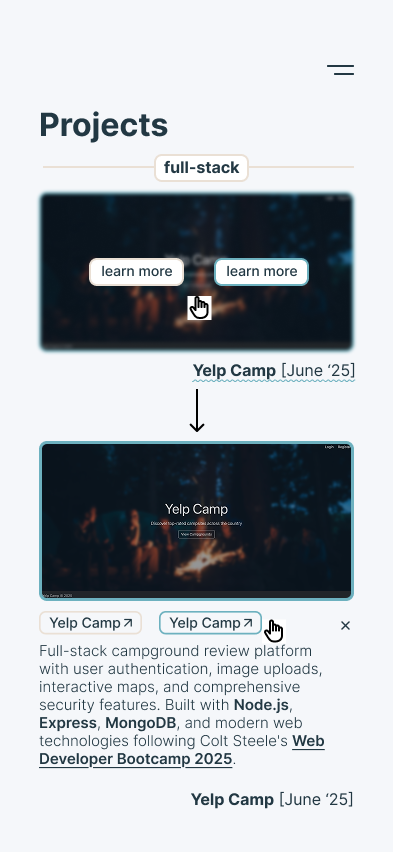 Projects
full-stack
learn more learn more
Yelp Camp [June ‘25]
Login Register
Yelp Camp
Discover top-rated campsites across the country
View Campgrounds
Yelp Camp © 2025
Yelp Camp↗ Yelp Camp↗ ×
Full-stack campground review platform
with user authentication, image uploads,
interactive maps, and comprehensive
security features. Built with Node.js,
Express, MongoDB, and modern web
technologies following Colt Steele's Web
Developer Bootcamp 2025.
Yelp Camp [June ‘25]